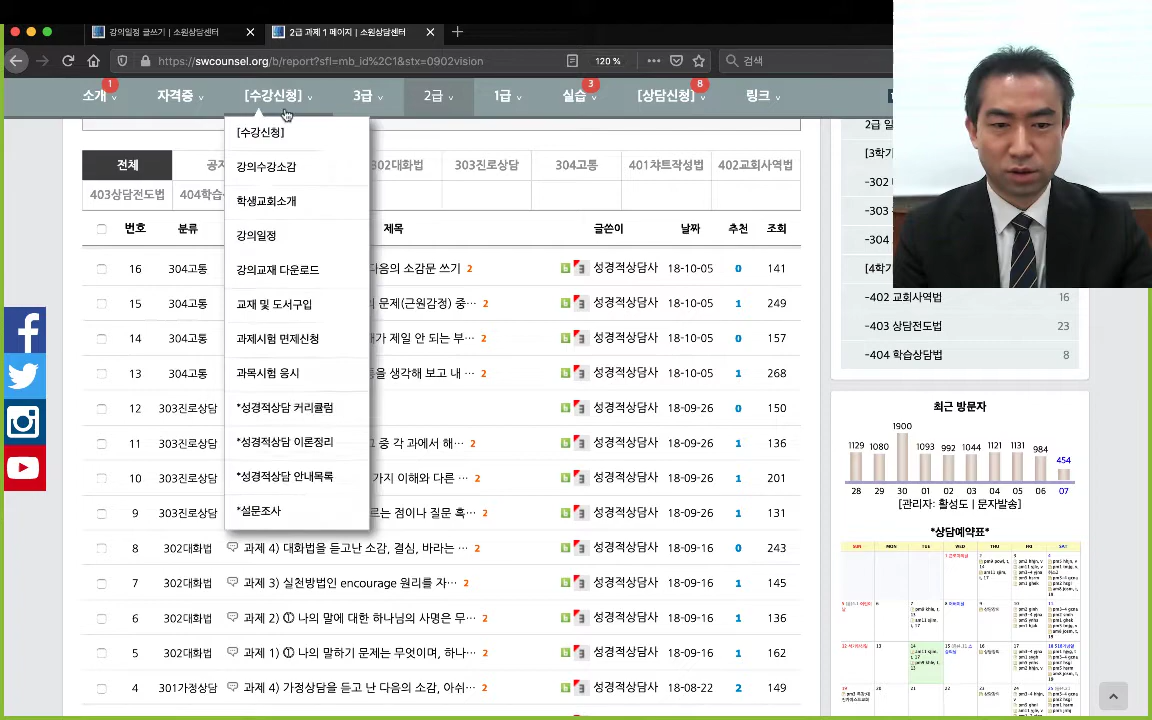 강의일정 글쓰기 | 소원상담센터
2급 과제 1 페이지 | 소원상담센터
https://swcounsel.org/b/report?sfl=mb_id%2C1&stx=0902vision
120 %
검색
소개 1
자격증
[수강신청]
3급
2급
1급
실습 3
[상담신청] 8
링크
[수강신청]
강의수강소감
학생교회소개
강의일정
강의교재 다운로드
교재 및 도서구입
과제시험 면제신청
과목시험 응시
*성경적상담 커리큘럼
*성경적상담 이론정리
*성경적상담 안내목록
*설문조사
전체
302대화법
303진로상담
304고통
401챠트작성법
402교회사역법
403상담전도법
번호 분류 제목 글쓴이 날짜 추천 조회
16 304고통 다음의 소감문 쓰기 2 성경적상담사 18-10-05 0 141
15 304고통 문제(근원감정) 중… 2 성경적상담사 18-10-05 1 249
14 304고통 제일 안 되는 부… 2 성경적상담사 18-10-05 0 157
13 304고통 생각해 보고 내 … 2 성경적상담사 18-10-05 1 268
12 303진로상담 성경적상담사 18-09-26 0 150
11 303진로상담 중 각 과에서 해… 2 성경적상담사 18-09-26 1 136
10 303진로상담 가지 이해와 다른 … 2 성경적상담사 18-09-26 1 201
9 303진로상담 점이나 질문 혹… 2 성경적상담사 18-09-26 1 131
8 302대화법 과제 4) 대화법을 듣고난 소감, 결심, 바라는 … 2 성경적상담사 18-09-16 0 243
7 302대화법 과제 3) 실천방법인 encourage 원리를 자… 2 성경적상담사 18-09-16 1 145
6 302대화법 과제 2) ① 나의 말에 대한 하나님의 사명은 무… 2 성경적상담사 18-09-16 1 136
5 302대화법 과제 1) ① 나의 말하기 문제는 무엇이며, 하나… 2 성경적상담사 18-09-16 1 162
4 301가정상담 과제 4) 가정상담을 듣고 난 다음의 소감, 아쉬… 2 성경적상담사 18-08-22 2 149
-402 교회사역법 16
-403 상담전도법 23
-404 학습상담법 8
최근 방문자
1129 1080 1900 1093 992 1044 1121 1131 984 454
28 29 30 01 02 03 04 05 06 07
[관리자: 활성도 | 문자발송]
*상담예약표*
SUN MON TUE WED THU FRI SAT